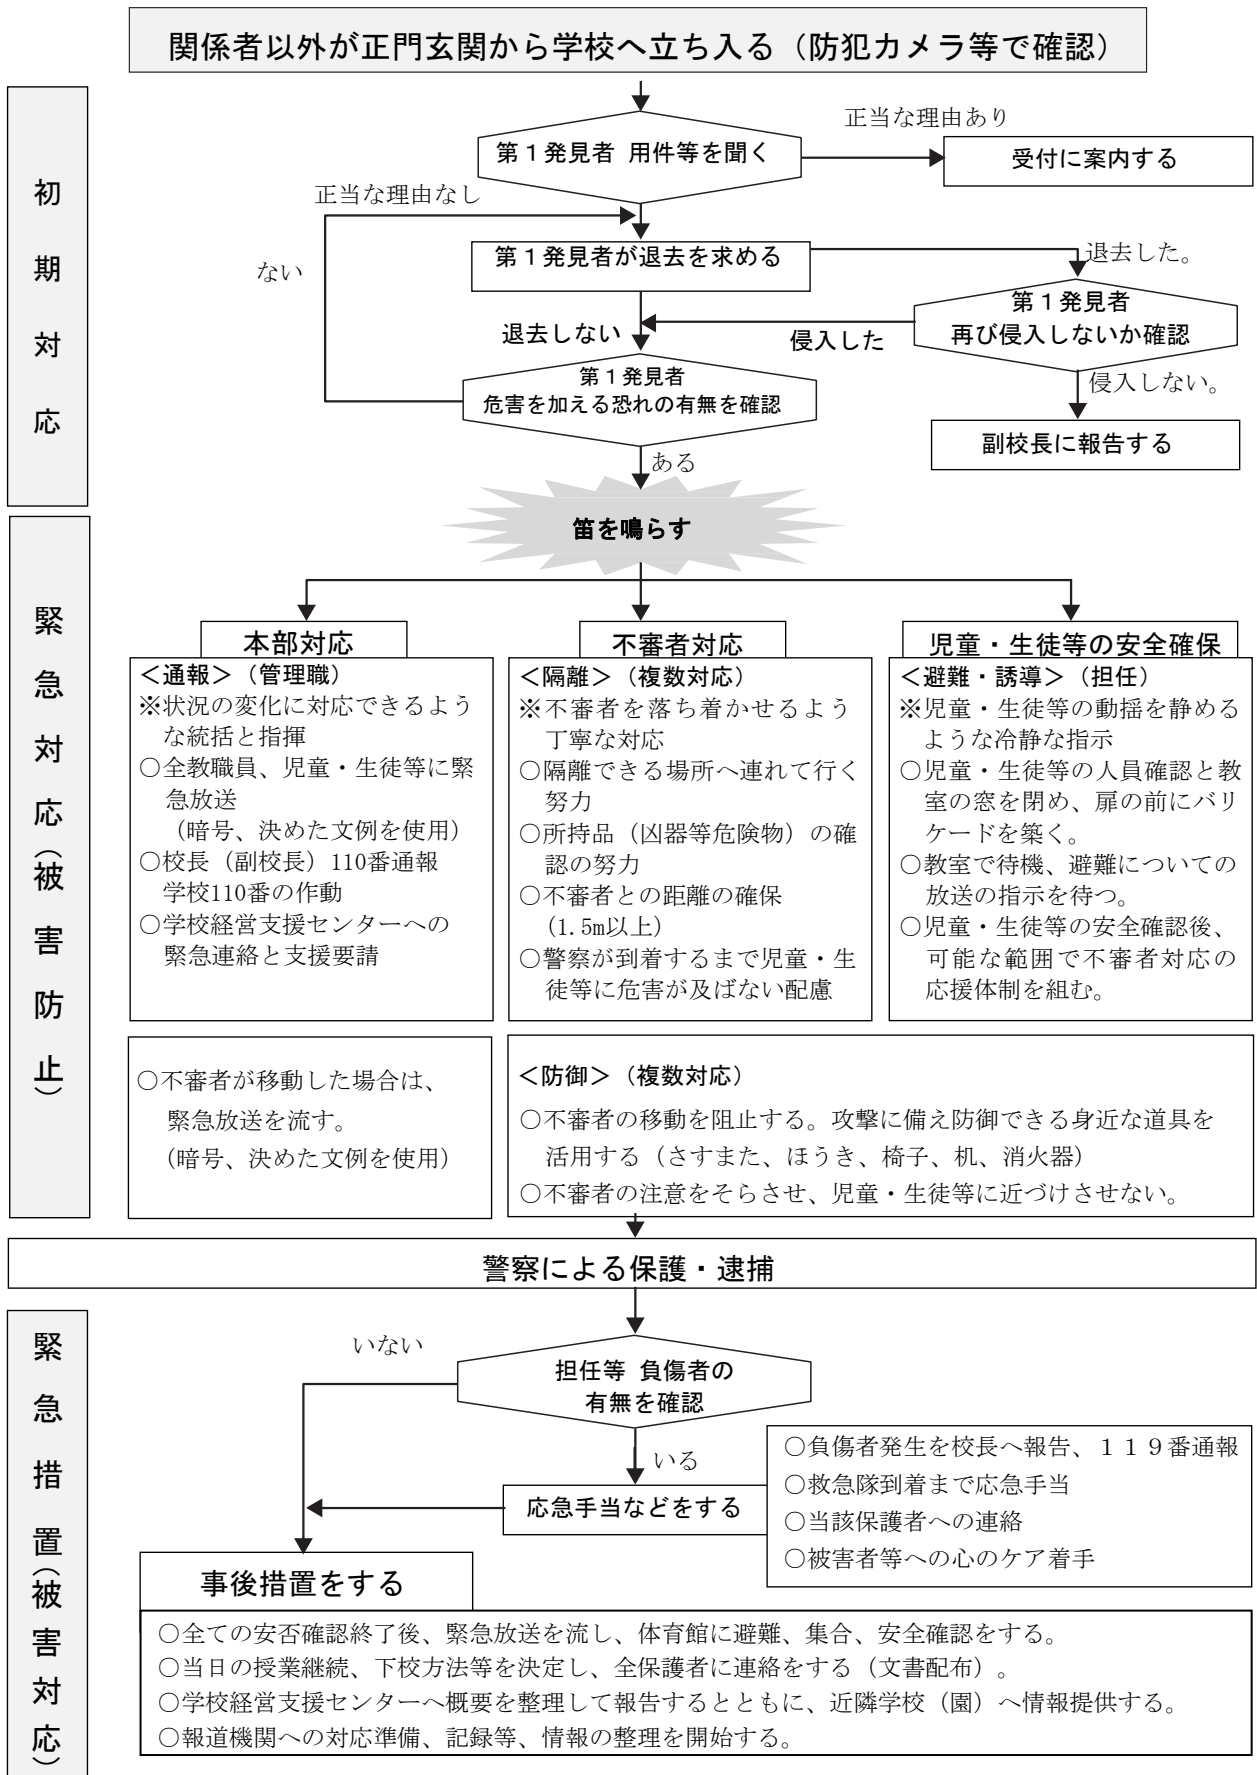 関係者以外が正門玄関から学校へ立ち入る（防犯カメラ等で確認）
初期対応
第１発見者 用件等を聞く
正当な理由あり
受付に案内する
正当な理由なし
第１発見者が退去を求める
ない
退去した。
第１発見者
再び侵入しないか確認
退去しない
侵入した
第１発見者
危害を加える恐れの有無を確認
侵入しない。
副校長に報告する
ある
笛を鳴らす
緊急対応（被害防止）
本部対応
＜通報＞（管理職）
※状況の変化に対応できるよう
な統括と指揮
○全教職員、児童・生徒等に緊
急放送
（暗号、決めた文例を使用）
○校長（副校長）110番通報
学校110番の作動
○学校経営支援センターへの
緊急連絡と支援要請
不審者対応
＜隔離＞（複数対応）
※不審者を落ち着かせるよう
丁寧な対応
○隔離できる場所へ連れて行く
努力
○所持品（凶器等危険物）の確
認の努力
○不審者との距離の確保
(1.5m以上)
○警察が到着するまで児童・生
徒等に危害が及ばない配慮
児童・生徒等の安全確保
＜避難・誘導＞（担任）
※児童・生徒等の動揺を静める
ような冷静な指示
○児童・生徒等の人員確認と教
室の窓を閉め、扉の前にバリ
ケードを築く。
○教室で待機、避難についての
放送の指示を待つ。
○児童・生徒等の安全確認後、
可能な範囲で不審者対応の
応援体制を組む。
○不審者が移動した場合は、
緊急放送を流す。
（暗号、決めた文例を使用）
＜防御＞（複数対応）
○不審者の移動を阻止する。攻撃に備え防御できる身近な道具を
活用する（さすまた、ほうき、椅子、机、消火器）
○不審者の注意をそらさせ、児童・生徒等に近づけさせない。
警察による保護・逮捕
緊急措置（被害対応）
いない
担任等 負傷者の
有無を確認
いる
応急手当などをする
○負傷者発生を校長へ報告、１１９番通報
○救急隊到着まで応急手当
○当該保護者への連絡
○被害者等への心のケア着手
事後措置をする
○全ての安否確認終了後、緊急放送を流し、体育館に避難、集合、安全確認をする。
○当日の授業継続、下校方法等を決定し、全保護者に連絡をする（文書配布）。
○学校経営支援センターへ概要を整理して報告するとともに、近隣学校（園）へ情報提供する。
○報道機関への対応準備、記録等、情報の整理を開始する。